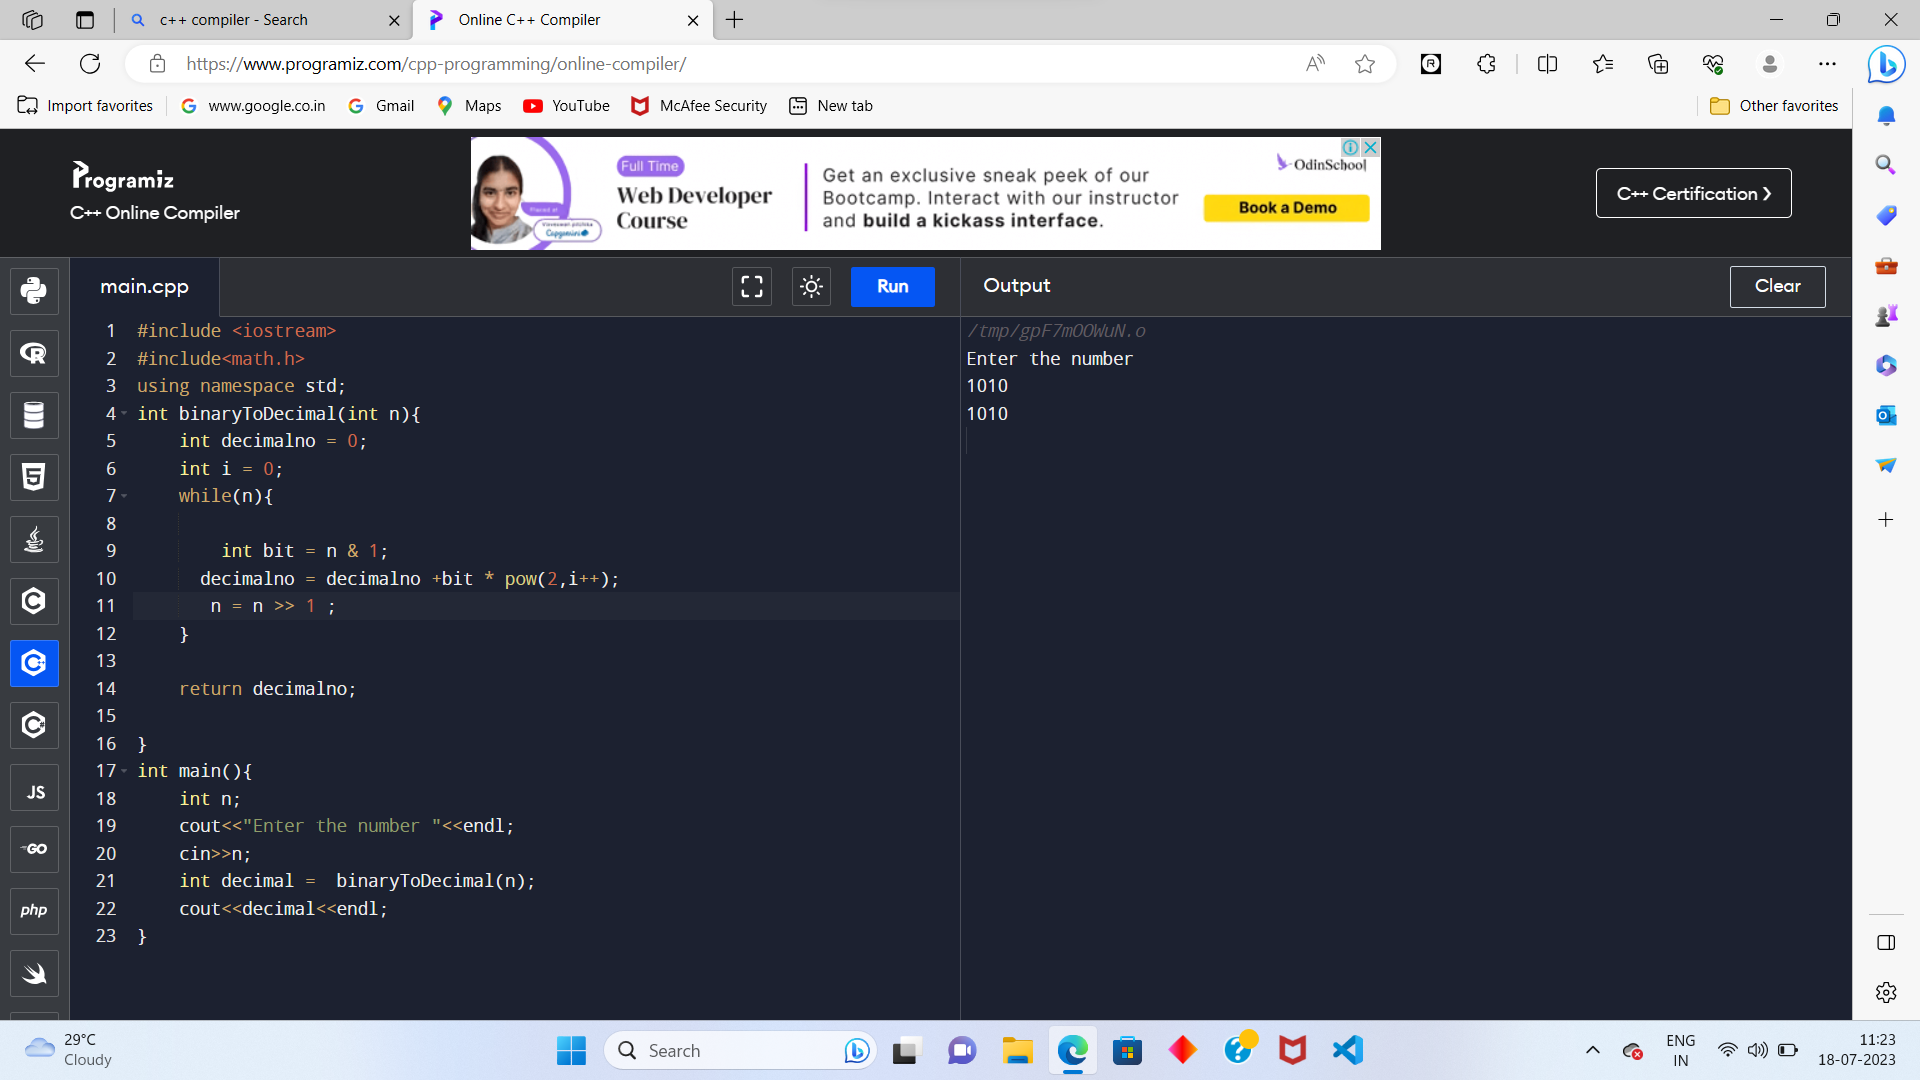 c++ compiler - Search
Online C++ Compiler
https://www.programiz.com/cpp-programming/online-compiler/
Import favorites
www.google.co.in
Gmail
Maps
YouTube
McAfee Security
New tab
Other favorites
Programiz
C++ Online Compiler
Full Time
Web Developer
Course
Placed at
Capgemini
Get an exclusive sneak peek of our
Bootcamp. Interact with our instructor
and build a kickass interface.
OdinSchool
Book a Demo
C++ Certification >
main.cpp
Run
Output
Clear
1 #include <iostream>
2 #include<math.h>
3 using namespace std;
4 int binaryToDecimal(int n){
5 int decimalno = 0;
6 int i = 0;
7 while(n){
8
9 int bit = n & 1;
10 decimalno = decimalno +bit * pow(2,i++);
11 n = n >> 1 ;
12 }
13
14 return decimalno;
15
16 }
17 int main(){
18 int n;
19 cout<<"Enter the number "<<endl;
20 cin>>n;
21 int decimal =  binaryToDecimal(n);
22 cout<<decimal<<endl;
23 }
/tmp/gpF7mOOWuN.o
Enter the number
1010
1010
JS
GO
php
29°C
Cloudy
Search
ENG
IN
11:23
18-07-2023